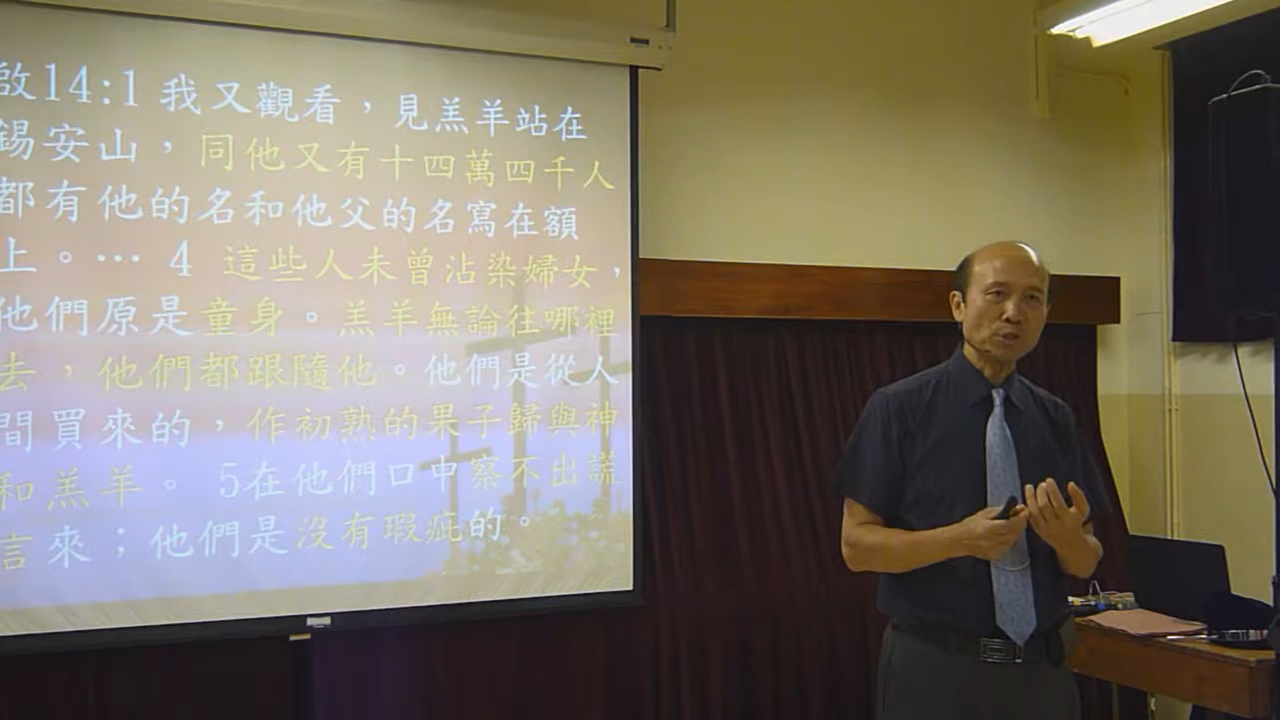 啟14:1 我又觀看，見羔羊站在
錫安山，同他又有十四萬四千人
都有他的名和他父的名寫在額
上。… 4 這些人未曾沾染婦女，
他們原是童身。羔羊無論往哪裡
去，他們都跟隨他。他們是從人
間買來的，作初熟的果子歸與神
和羔羊。 5在他們口中察不出謊
言來；他們是沒有瑕疵的。